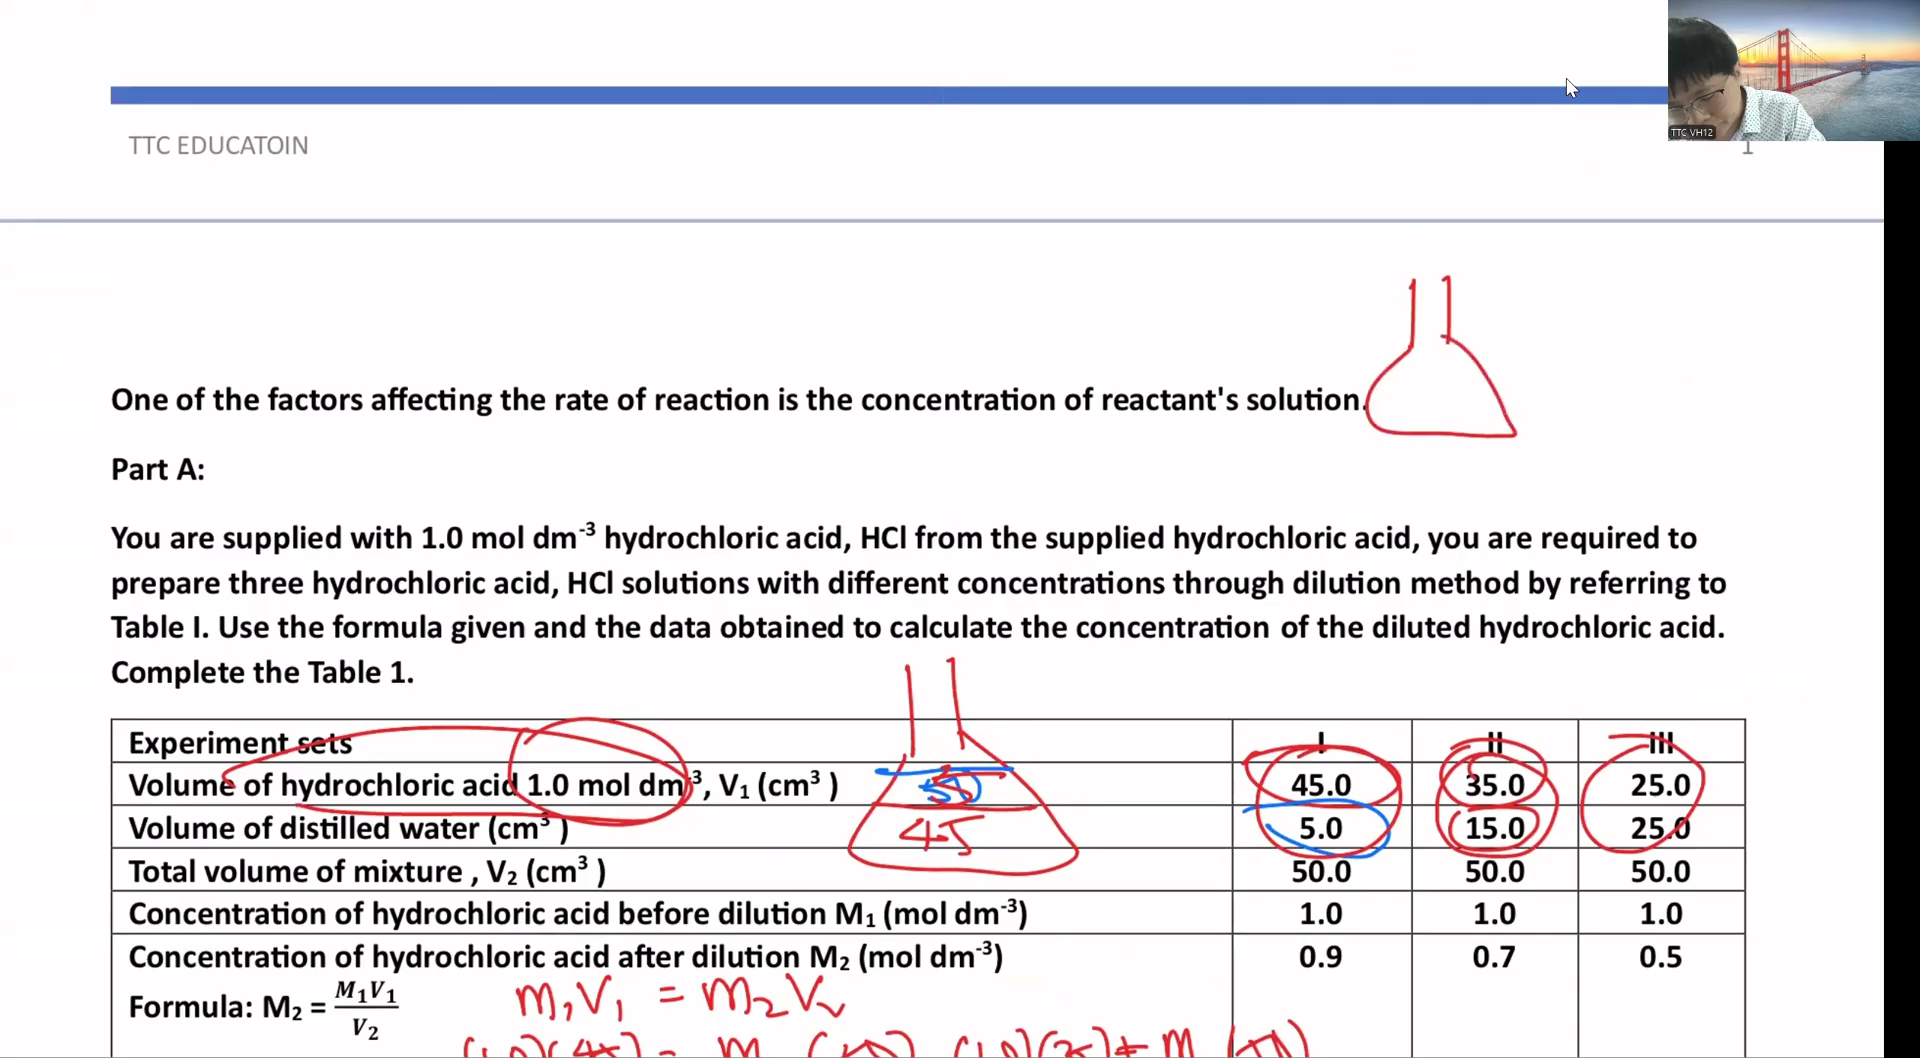 TTC VH12
TTC EDUCATOIN
1
One of the factors affecting the rate of reaction is the concentration of reactant's solution.
Part A:
You are supplied with 1.0 mol dm⁻³ hydrochloric acid, HCl from the supplied hydrochloric acid, you are required to
prepare three hydrochloric acid, HCl solutions with different concentrations through dilution method by referring to
Table I. Use the formula given and the data obtained to calculate the concentration of the diluted hydrochloric acid.
Complete the Table 1.
Experiment sets I II III
Volume of hydrochloric acid 1.0 mol dm⁻³, V₁ (cm³ ) 45.0 35.0 25.0
Volume of distilled water (cm³ ) 45 5.0 15.0 25.0
Total volume of mixture , V₂ (cm³ ) 50.0 50.0 50.0
Concentration of hydrochloric acid before dilution M₁ (mol dm⁻³) 1.0 1.0 1.0
Concentration of hydrochloric acid after dilution M₂ (mol dm⁻³) 0.9 0.7 0.5
Formula: M₂ = M₁V₁ / V₂ m₁V₁ = m₂V₂